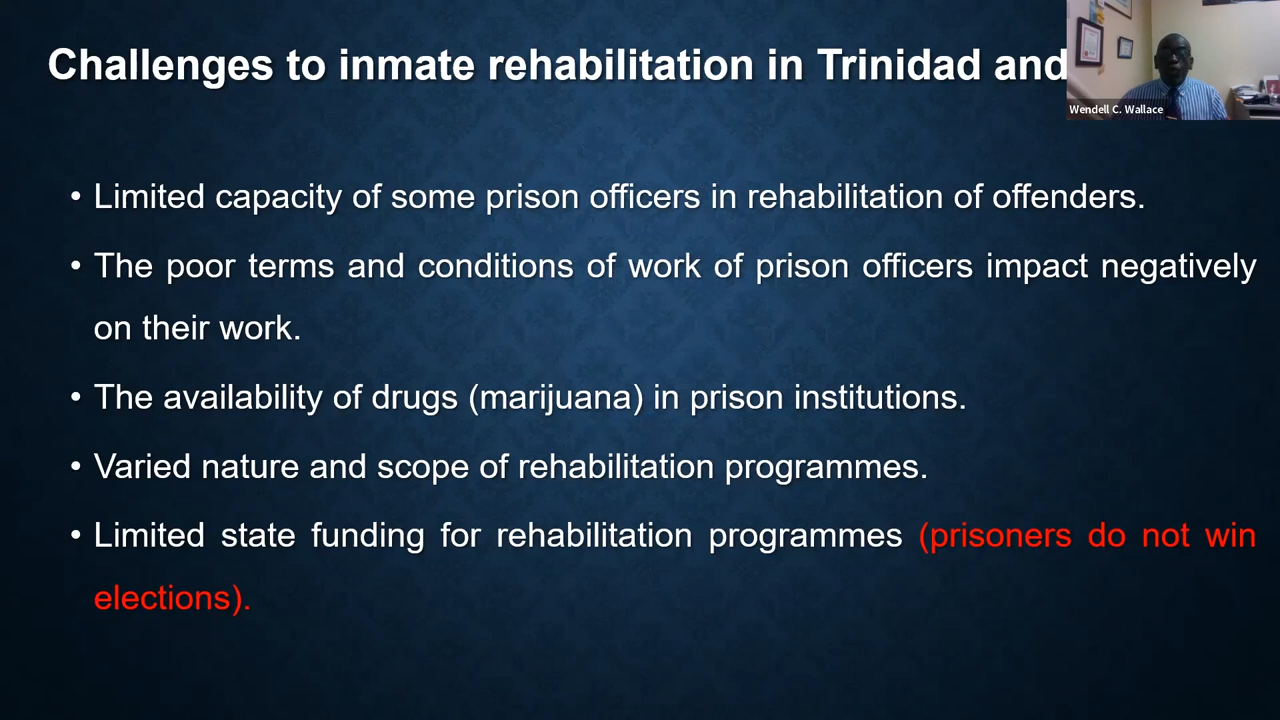 Challenges to inmate rehabilitation in Trinidad and
Wendell C. Wallace
• Limited capacity of some prison officers in rehabilitation of offenders.
• The poor terms and conditions of work of prison officers impact negatively
on their work.
• The availability of drugs (marijuana) in prison institutions.
• Varied nature and scope of rehabilitation programmes.
• Limited state funding for rehabilitation programmes (prisoners do not win
elections).